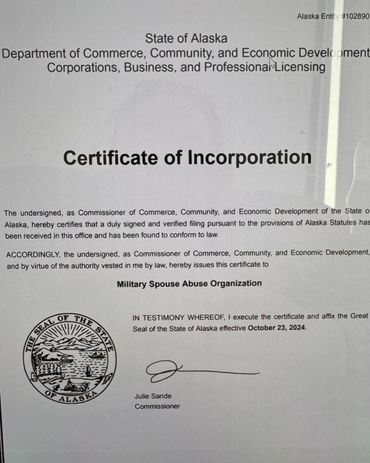 Alaska Entity #102890
State of Alaska
Department of Commerce, Community, and Economic Development
Corporations, Business, and Professional Licensing
Certificate of Incorporation
The undersigned, as Commissioner of Commerce, Community, and Economic Development of the State o
Alaska, hereby certifies that a duly signed and verified filing pursuant to the provisions of Alaska Statutes has
been received in this office and has been found to conform to law.
ACCORDINGLY, the undersigned, as Commissioner of Commerce, Community, and Economic Development,
and by virtue of the authority vested in me by law, hereby issues this certificate to
Military Spouse Abuse Organization
IN TESTIMONY WHEREOF, I execute the certificate and affix the Great
Seal of the State of Alaska effective October 23, 2024.
THE SEAL OF THE STATE
OF ALASKA
Julie Sande
Commissioner